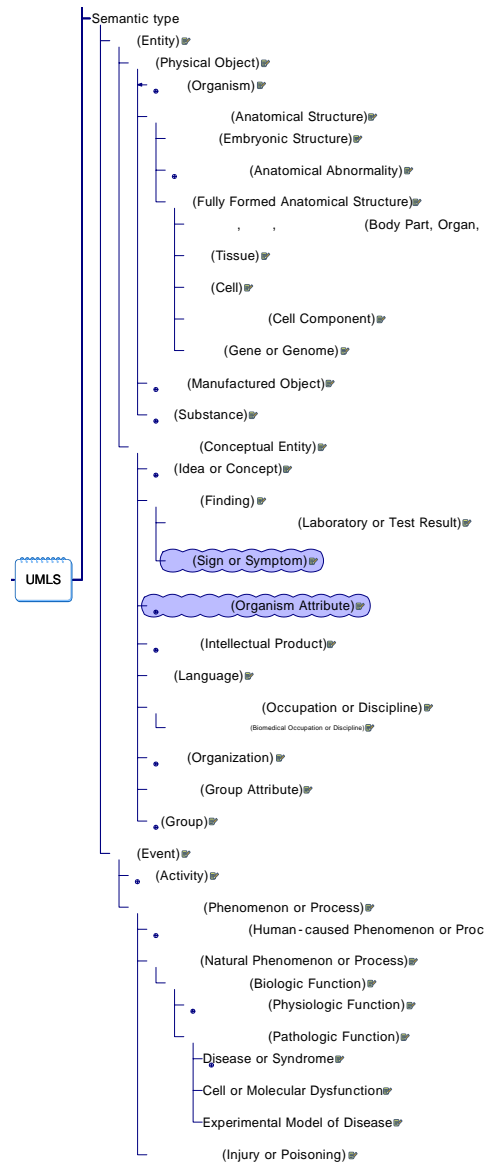 Semantic type
(Entity)
(Physical Object)
(Organism)
(Anatomical Structure)
(Embryonic Structure)
(Anatomical Abnormality)
(Fully Formed Anatomical Structure)
, , (Body Part, Organ,
(Tissue)
(Cell)
(Cell Component)
(Gene or Genome)
(Manufactured Object)
(Substance)
(Conceptual Entity)
(Idea or Concept)
(Finding)
(Laboratory or Test Result)
(Sign or Symptom)
UMLS
(Organism Attribute)
(Intellectual Product)
(Language)
(Occupation or Discipline)
(Biomedical Occupation or Discipline)
(Organization)
(Group Attribute)
(Group)
(Event)
(Activity)
(Phenomenon or Process)
(Human-caused Phenomenon or Proc
(Natural Phenomenon or Process)
(Biologic Function)
(Physiologic Function)
(Pathologic Function)
Disease or Syndrome
Cell or Molecular Dysfunction
Experimental Model of Disease
(Injury or Poisoning)